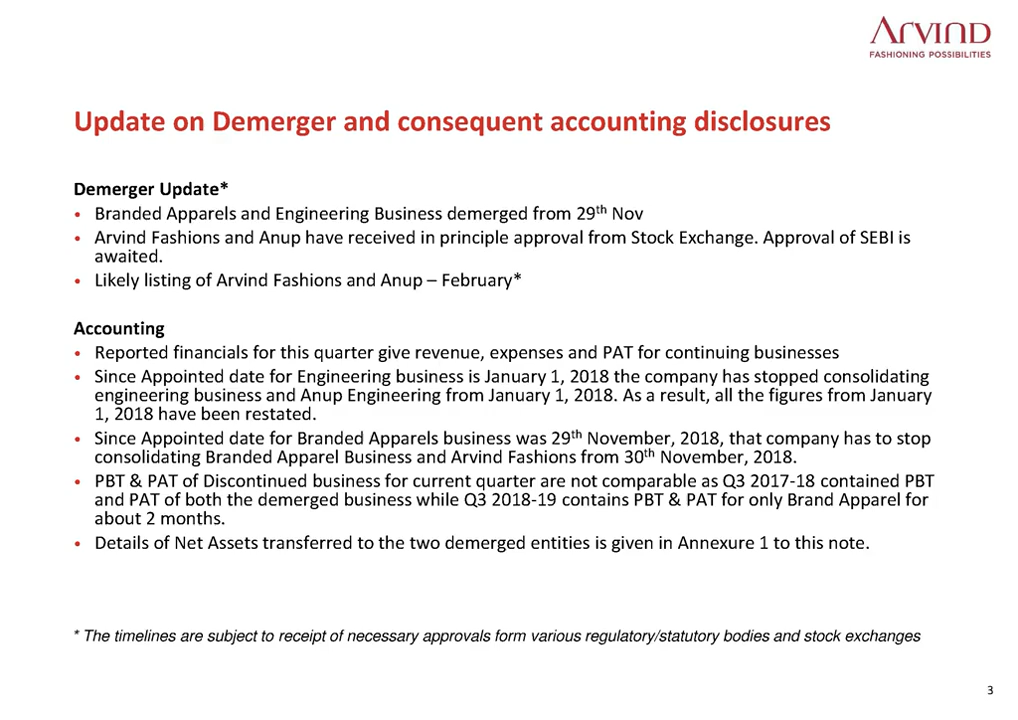 ARVIND
FASHIONING POSSIBILITIES
Update on Demerger and consequent accounting disclosures
Demerger Update*
• Branded Apparels and Engineering Business demerged from 29th Nov
• Arvind Fashions and Anup have received in principle approval from Stock Exchange. Approval of SEBI is
awaited.
• Likely listing of Arvind Fashions and Anup – February*
Accounting
• Reported financials for this quarter give revenue, expenses and PAT for continuing businesses
• Since Appointed date for Engineering business is January 1, 2018 the company has stopped consolidating
engineering business and Anup Engineering from January 1, 2018. As a result, all the figures from January
1, 2018 have been restated.
• Since Appointed date for Branded Apparels business was 29th November, 2018, that company has to stop
consolidating Branded Apparel Business and Arvind Fashions from 30th November, 2018.
• PBT & PAT of Discontinued business for current quarter are not comparable as Q3 2017-18 contained PBT
and PAT of both the demerged business while Q3 2018-19 contains PBT & PAT for only Brand Apparel for
about 2 months.
• Details of Net Assets transferred to the two demerged entities is given in Annexure 1 to this note.
* The timelines are subject to receipt of necessary approvals form various regulatory/statutory bodies and stock exchanges
3